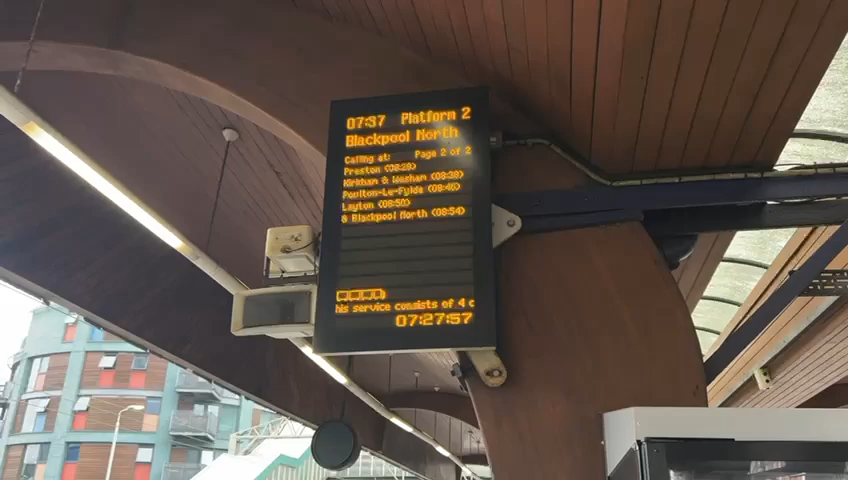 07:37 Platform 2
Blackpool North
Calling at: Page 2 of 2
Preston (08:28)
Kirkham & Wesham (08:38)
Poulton-Le-Fylde (08:46)
Layton (08:50)
& Blackpool North (08:54)
his service consists of 4 c
07:27:57